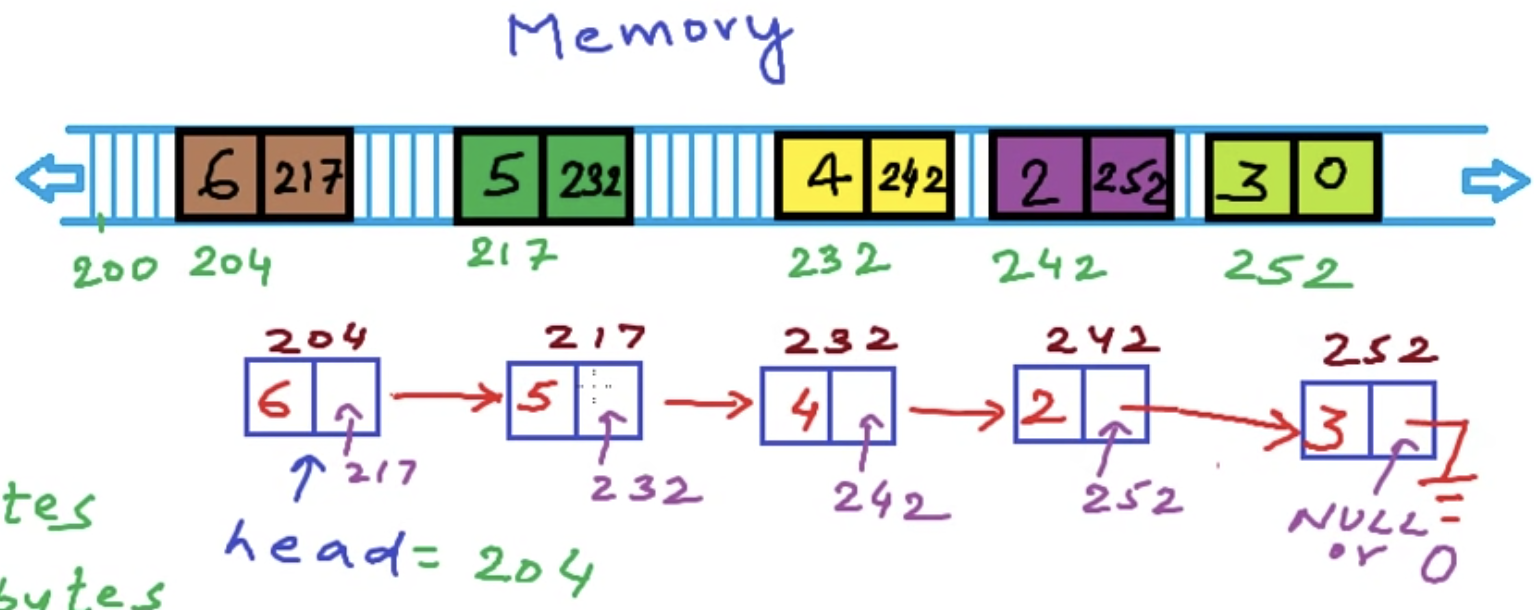 Memory
6 217 5 232 4 242 2 252 3 0
200 204 217 232 242 252
204 217 232 242 252
6 5 4 2 3
217 232 242 252 NULL
or 0
tes
head = 204
bytes